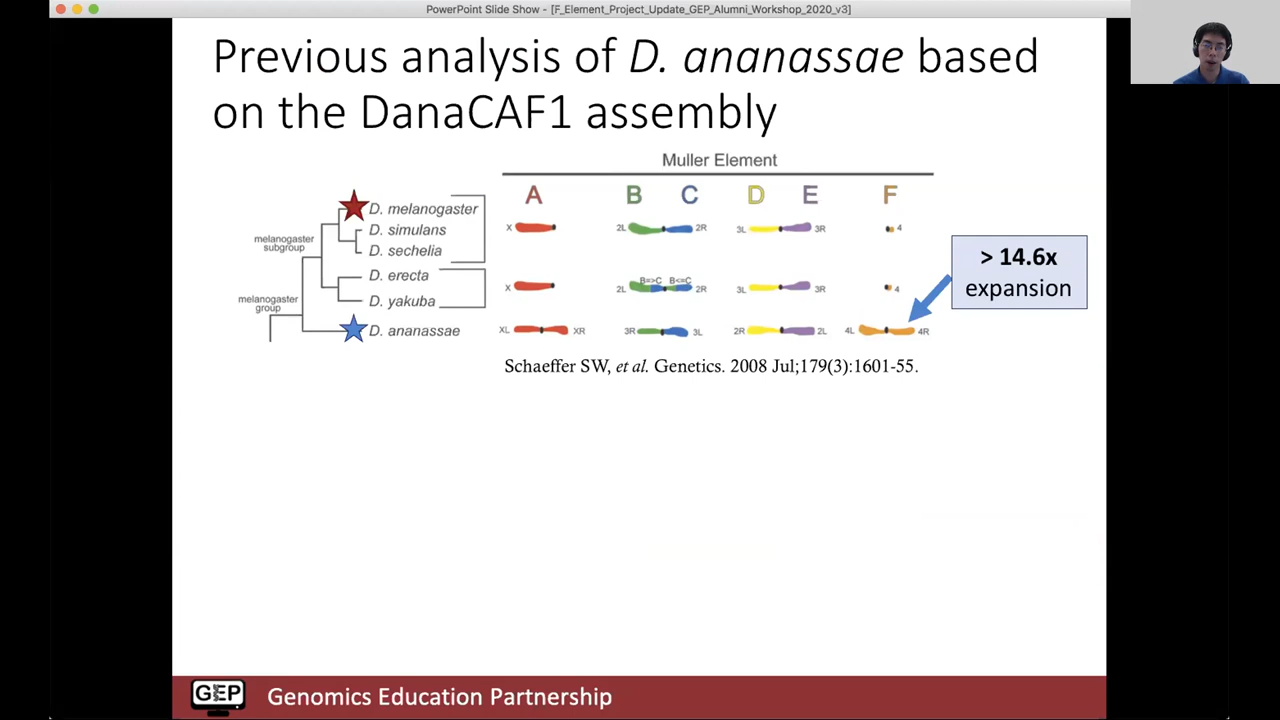 PowerPoint Slide Show - [F_Element_Project_Update_GEP_Alumni_Workshop_2020_v3]
Previous analysis of D. ananassae based
on the DanaCAF1 assembly
Muller Element
A B C D E F
D. melanogaster
D. simulans
D. sechelia
melanogaster
subgroup
X 2L 2R 3L 3R 4
D. erecta
D. yakuba
B=>C B<=C
X 2L 2R 3L 3R 4
melanogaster
group
D. ananassae
XL XR 3R 3L 2R 2L 4L 4R
> 14.6x
expansion
Schaeffer SW, et al. Genetics. 2008 Jul;179(3):1601-55.
GEP
Genomics Education Partnership